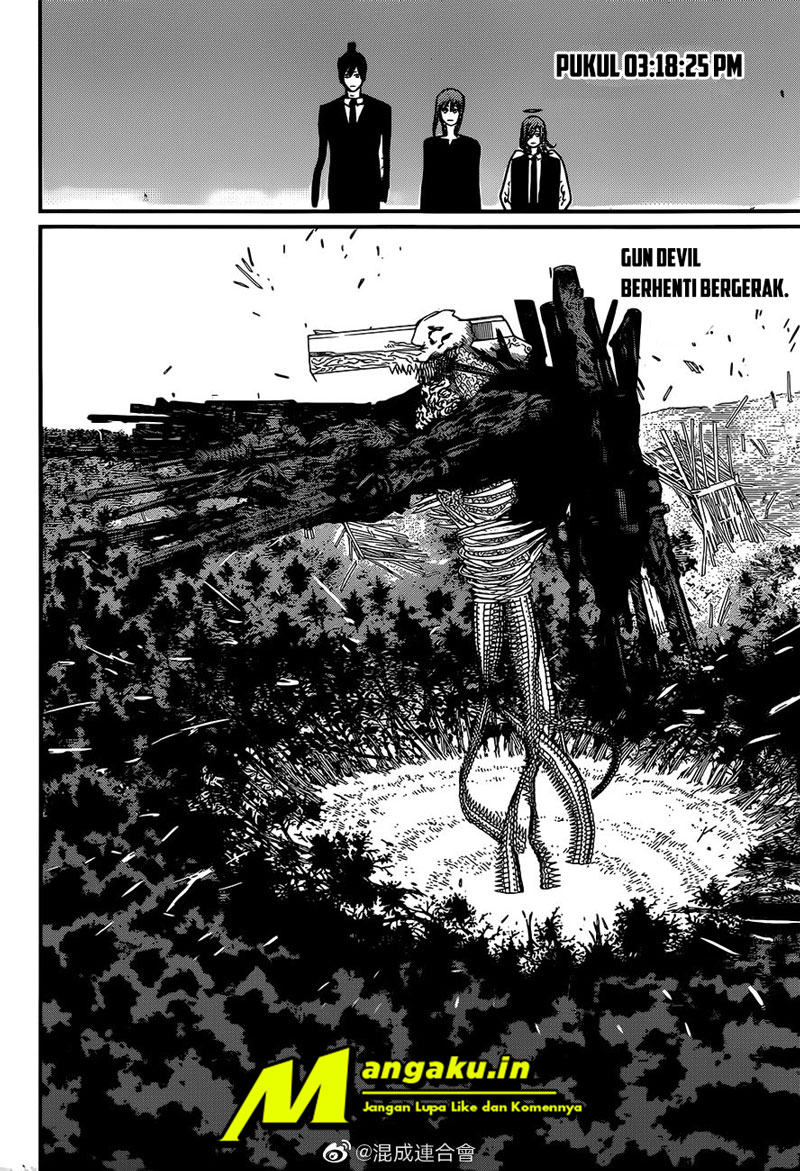 PUKUL 03:18:25 PM
GUN DEVIL
BERHENTI BERGERAK.
Mangaku.in
Jangan Lupa Like dan Komennya
@混成連合會